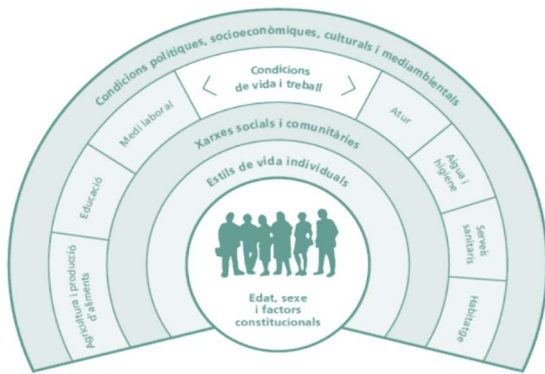 Condicions polítiques, socioeconòmiques, culturals i mediambientals
Condicions
de vida i treball
Medi laboral
Educació
Agricultura i producció
d'aliments
Atur
Aigua i
higiene
Serveis
sanitaris
Habitatge
Xarxes socials i comunitàries
Estils de vida individuals
Edat, sexe
i factors
constitucionals